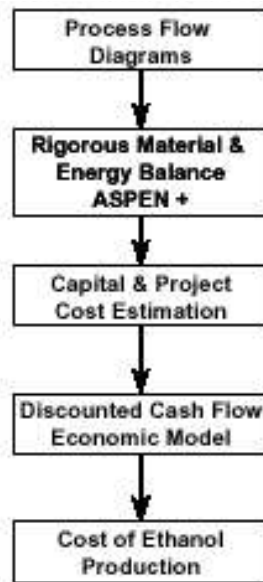 Process Flow
Diagrams
Rigorous Material &
Energy Balance
ASPEN +
Capital & Project
Cost Estimation
Discounted Cash Flow
Economic Model
Cost of Ethanol
Production